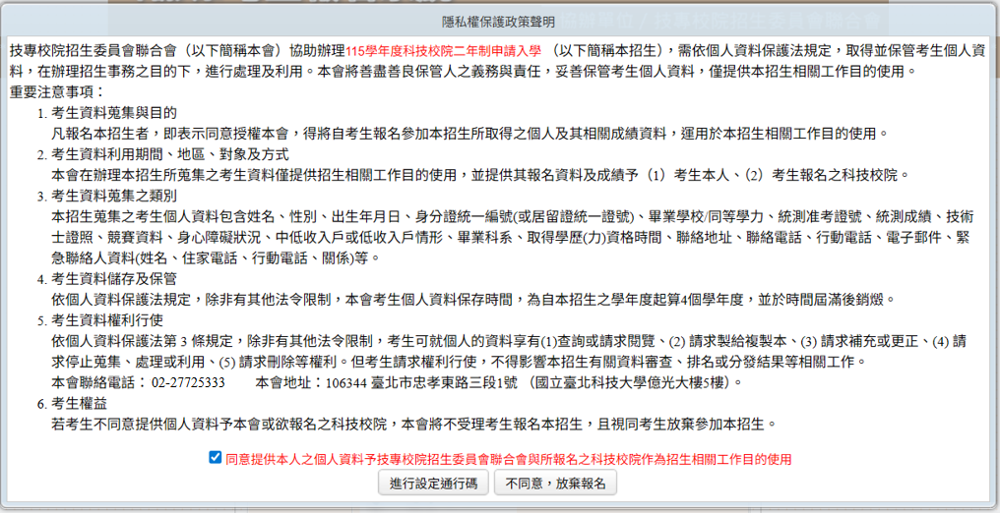 隱私權保護政策聲明
技專校院招生委員會聯合會（以下簡稱本會）協助辦理115學年度科技校院二年制申請入學 （以下簡稱本招生），需依個人資料保護法規定，取得並保管考生個人資
料，在辦理招生事務之目的下，進行處理及利用。本會將善盡善良保管人之義務與責任，妥善保管考生個人資料，僅提供本招生相關工作目的使用。
重要注意事項：
1. 考生資料蒐集與目的
凡報名本招生者，即表示同意授權本會，得將自考生報名參加本招生所取得之個人及其相關成績資料，運用於本招生相關工作目的使用。
2. 考生資料利用期間、地區、對象及方式
本會在辦理本招生所蒐集之考生資料僅提供招生相關工作目的使用，並提供其報名資料及成績予（1）考生本人、（2）考生報名之科技校院。
3. 考生資料蒐集之類別
本招生蒐集之考生個人資料包含姓名、性別、出生年月日、身分證統一編號(或居留證統一證號)、畢業學校/同等學力、統測准考證號、統測成績、技術
士證照、競賽資料、身心障礙狀況、中低收入戶或低收入戶情形、畢業科系、取得學歷(力)資格時間、聯絡地址、聯絡電話、行動電話、電子郵件、緊
急聯絡人資料(姓名、住家電話、行動電話、關係)等。
4. 考生資料儲存及保管
依個人資料保護法規定，除非有其他法令限制，本會考生個人資料保存時間，為自本招生之學年度起算4個學年度，並於時間屆滿後銷燬。
5. 考生資料權利行使
依個人資料保護法第 3 條規定，除非有其他法令限制，考生可就個人的資料享有(1)查詢或請求閱覽、(2) 請求製給複製本、(3) 請求補充或更正、(4) 請
求停止蒐集、處理或利用、(5) 請求刪除等權利。但考生請求權利行使，不得影響本招生有關資料審查、排名或分發結果等相關工作。
本會聯絡電話： 02-27725333 本會地址：106344 臺北市忠孝東路三段1號 （國立臺北科技大學億光大樓5樓）。
6. 考生權益
若考生不同意提供個人資料予本會或欲報名之科技校院，本會將不受理考生報名本招生，且視同考生放棄參加本招生。
同意提供本人之個人資料予技專校院招生委員會聯合會與所報名之科技校院作為招生相關工作目的使用
進行設定通行碼 不同意，放棄報名